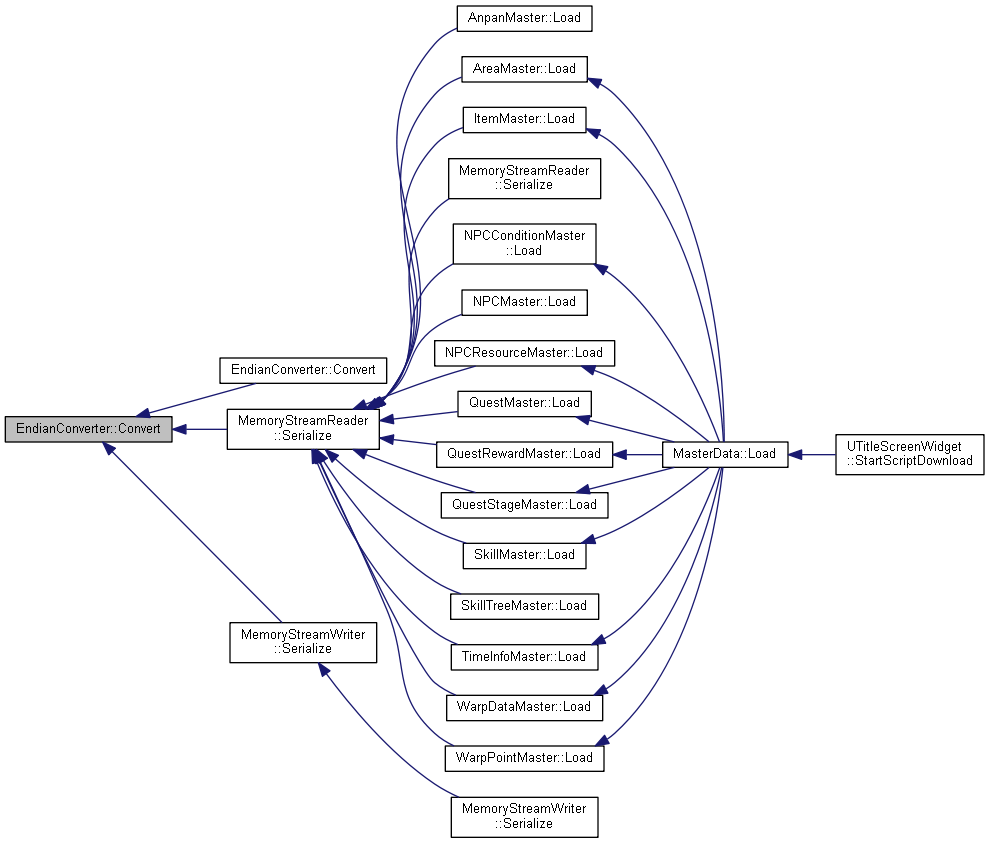 AnpanMaster::Load
AreaMaster::Load
ItemMaster::Load
MemoryStreamReader
::Serialize
NPCConditionMaster
::Load
NPCMaster::Load
NPCResourceMaster::Load
EndianConverter::Convert
QuestMaster::Load
EndianConverter::Convert
MemoryStreamReader
::Serialize
QuestRewardMaster::Load
MasterData::Load
UTitleScreenWidget
::StartScriptDownload
QuestStageMaster::Load
SkillMaster::Load
SkillTreeMaster::Load
MemoryStreamWriter
::Serialize
TimeInfoMaster::Load
WarpDataMaster::Load
WarpPointMaster::Load
MemoryStreamWriter
::Serialize